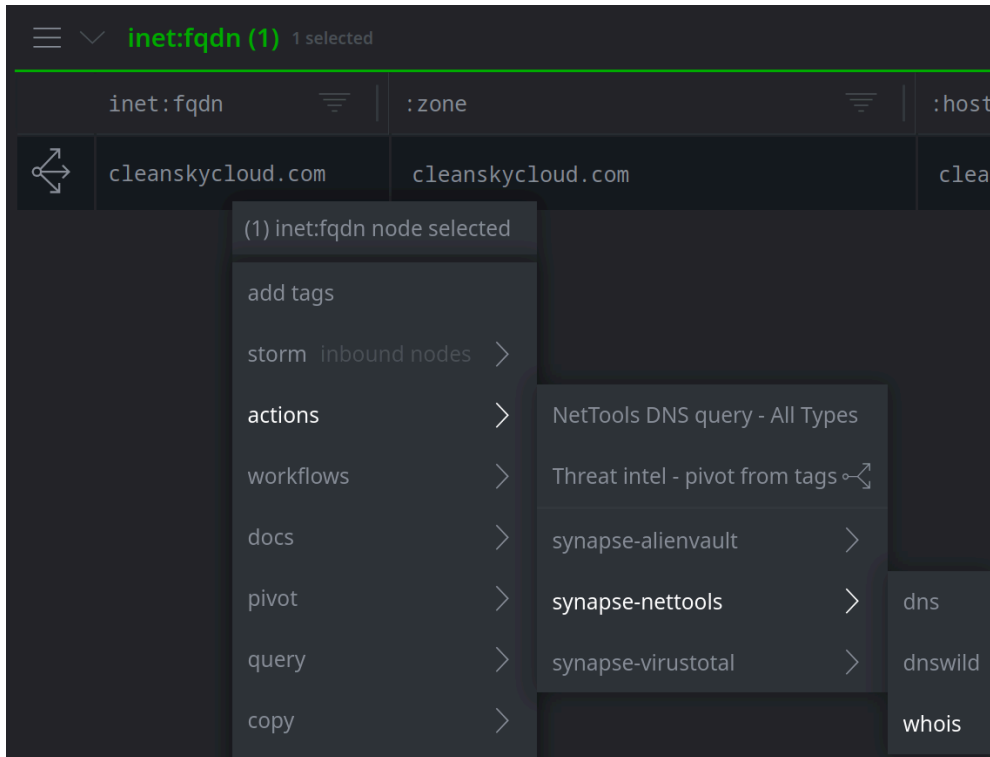 inet:fqdn (1) 1 selected
inet:fqdn :zone :host
cleanskycloud.com cleanskycloud.com clea
(1) inet:fqdn node selected
add tags
storm inbound nodes
actions
workflows
docs
pivot
query
copy
NetTools DNS query - All Types
Threat intel - pivot from tags
synapse-alienvault
synapse-nettools
synapse-virustotal
dns
dnswild
whois